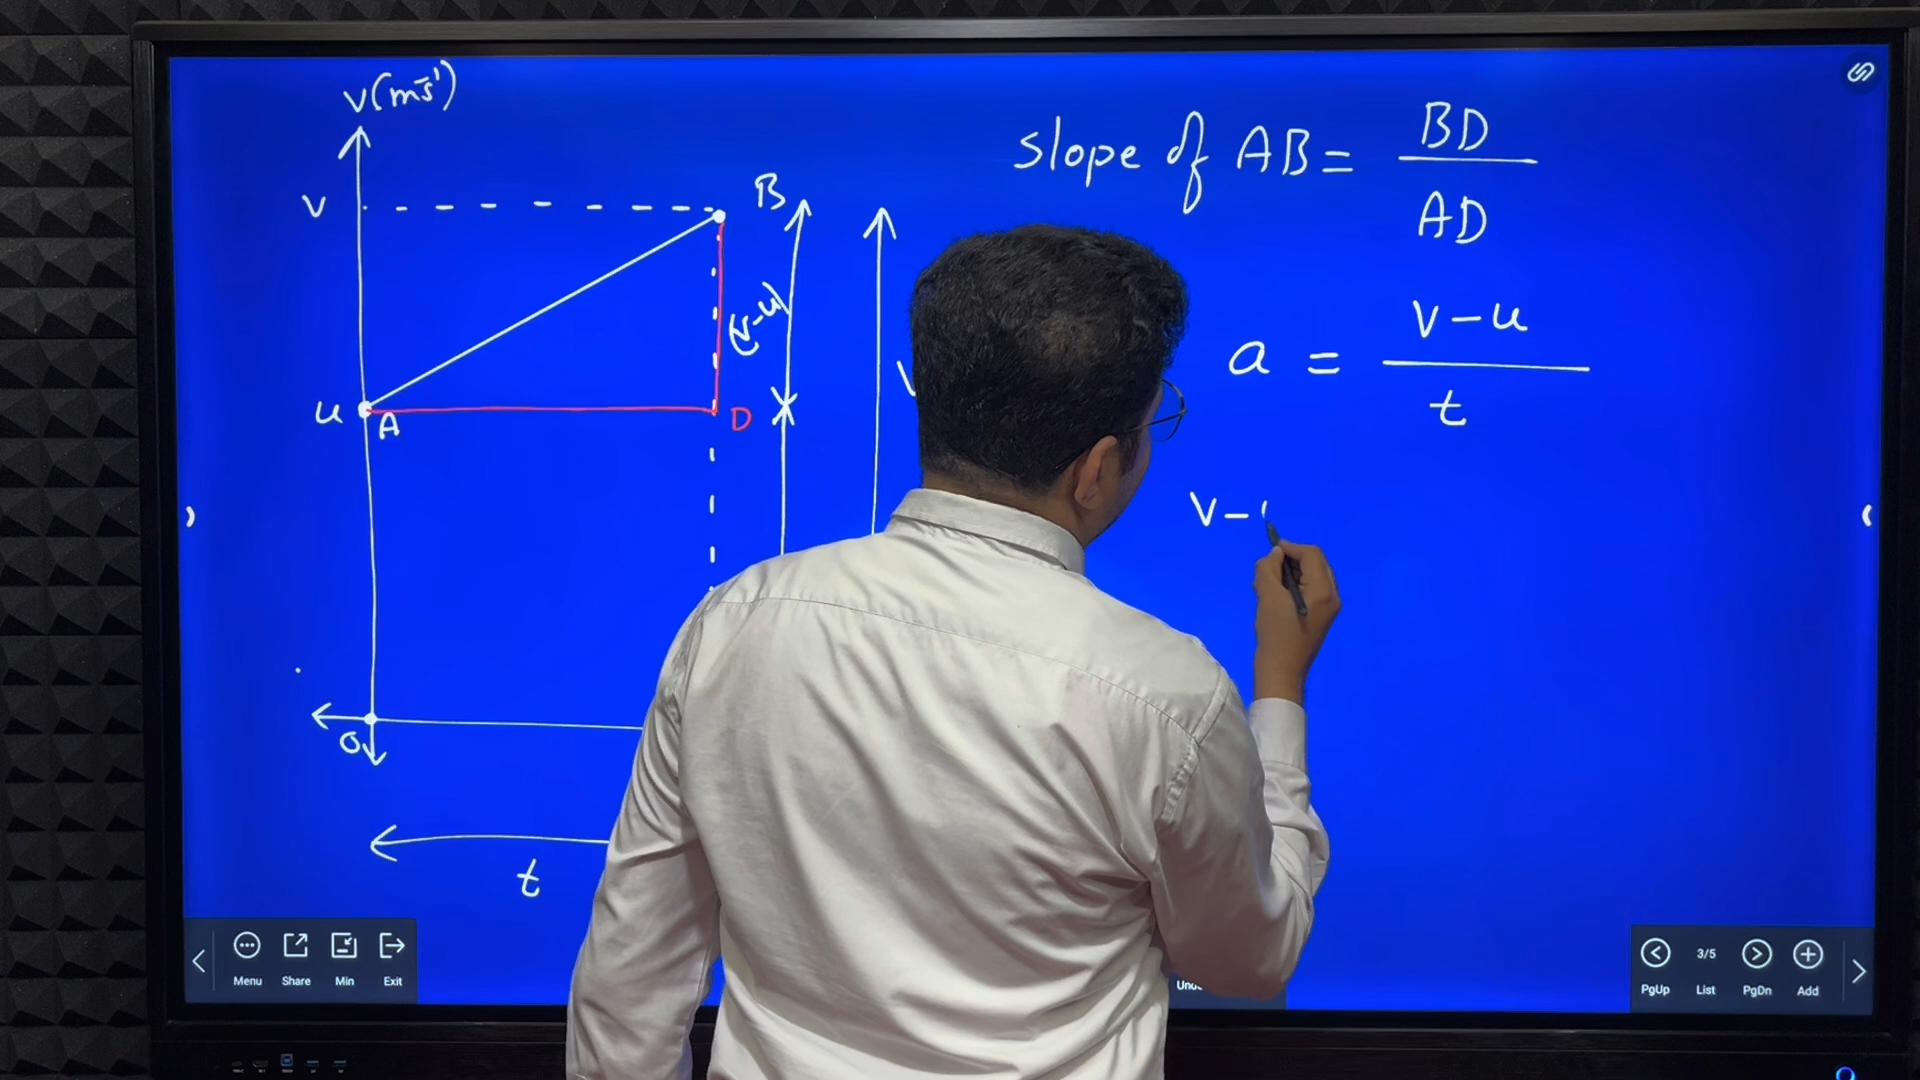 V(ms⁻¹)
V
B
(v-u)
u
A
D
O
t
slope of AB = BD
AD
a = v-u
t
v-
Menu
Share
Min
Exit
PgUp
3/5
List
PgDn
Add